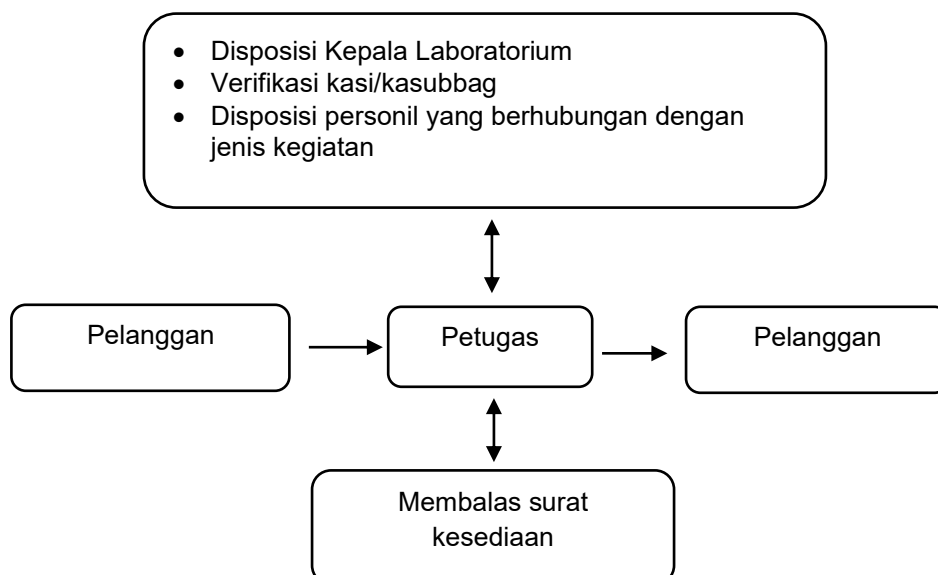 • Disposisi Kepala Laboratorium
• Verifikasi kasi/kasubbag
• Disposisi personil yang berhubungan dengan
jenis kegiatan
Pelanggan
Petugas
Pelanggan
Membalas surat
kesediaan